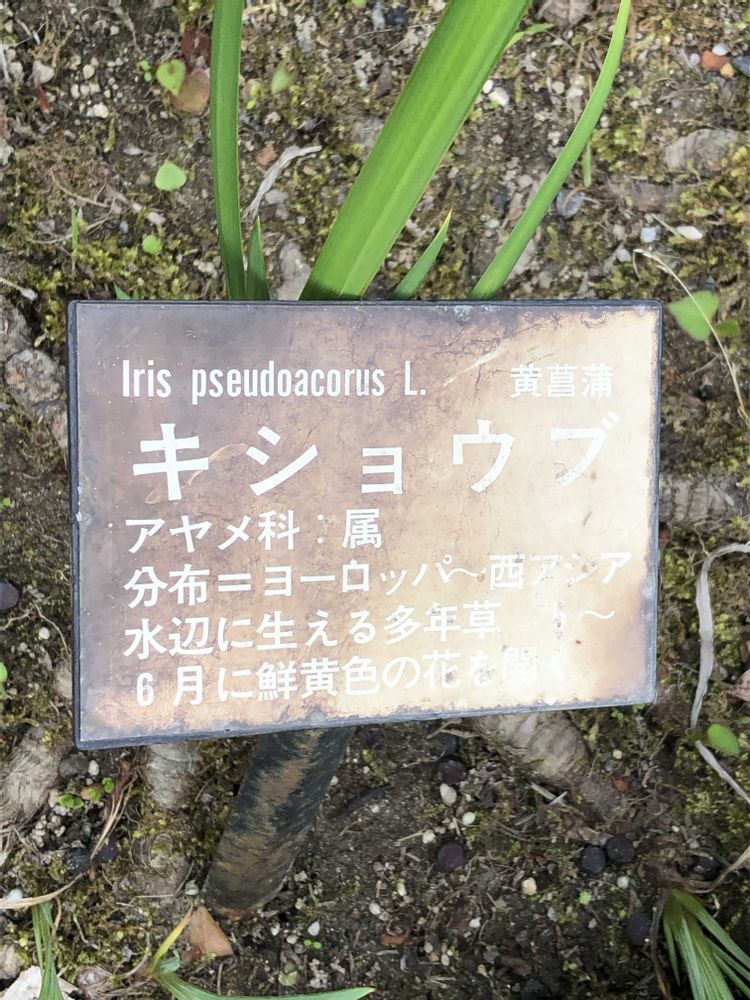 Iris pseudoacorus L. 黄菖蒲
キショウブ
アヤメ科：属
分布＝ヨーロッパ〜西アジア
水辺に生える多年草 5〜
6月に鮮黄色の花を開く